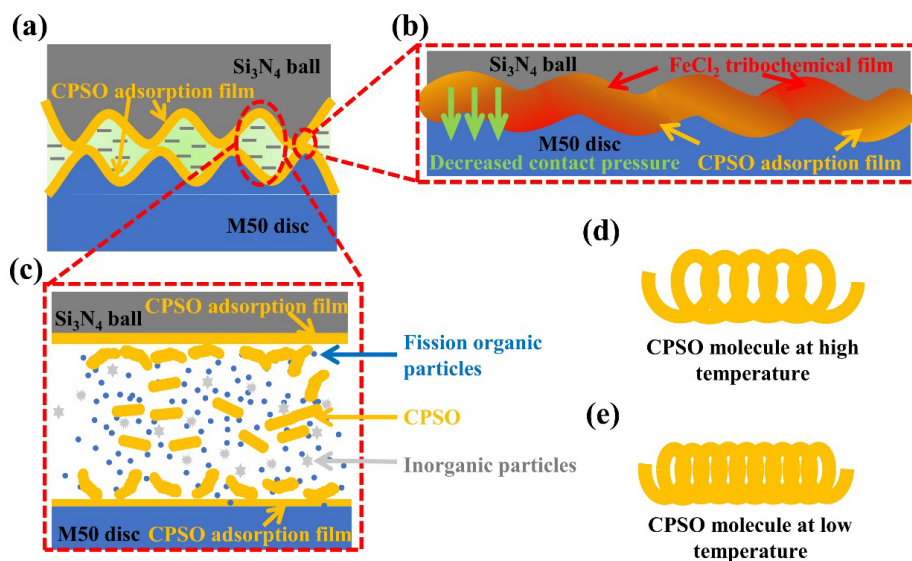 (a)
Si3N4 ball
CPSO adsorption film
M50 disc
(b)
Si3N4 ball
FeCl2 tribochemical film
M50 disc
Decreased contact pressure
CPSO adsorption film
(c)
CPSO adsorption film
Si3N4 ball
Fission organic
particles
CPSO
Inorganic particles
M50 disc
CPSO adsorption film
(d)
CPSO molecule at high
temperature
(e)
CPSO molecule at low
temperature